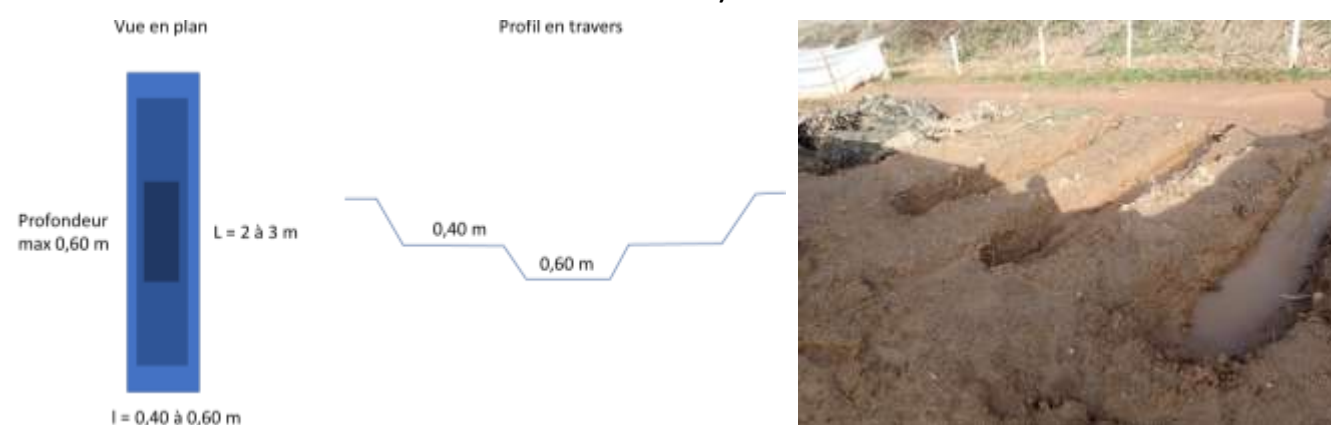 Vue en plan
Profil en travers
Profondeur
max 0,60 m
L = 2 à 3 m
l = 0,40 à 0,60 m
0,40 m
0,60 m